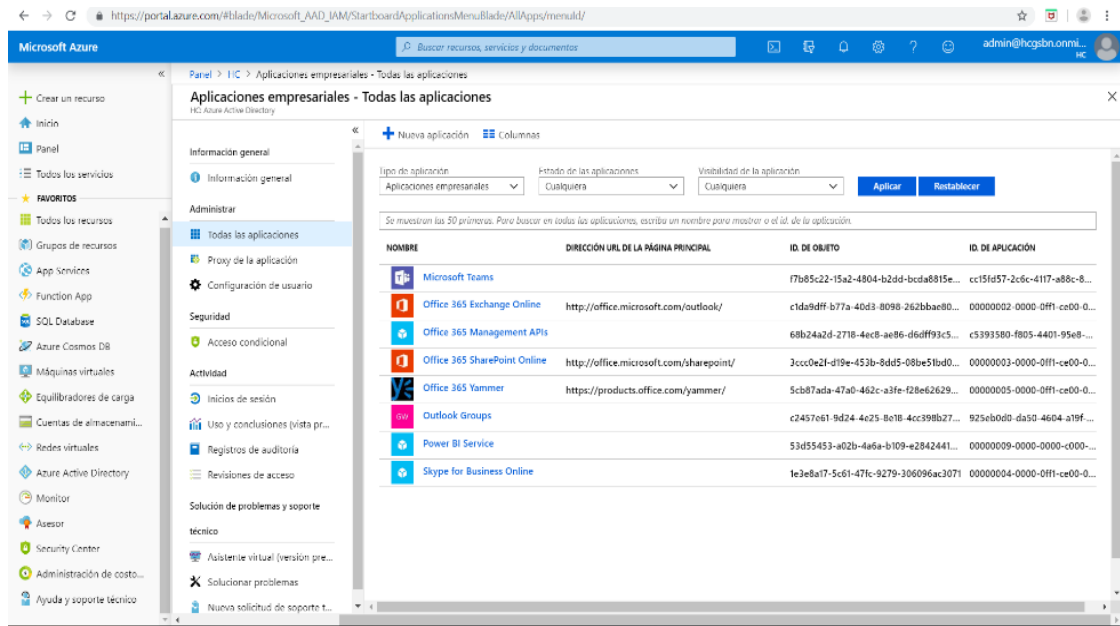 https://portal.azure.com/#blade/Microsoft_AAD_IAM/StartboardApplicationsMenuBlade/AllApps/menuId/
Microsoft Azure
Buscar recursos, servicios y documentos
admin@hcgsbn.onmi...
HC
Panel > HC > Aplicaciones empresariales - Todas las aplicaciones
Aplicaciones empresariales - Todas las aplicaciones
HC: Azure Active Directory
Crear un recurso
Inicio
Panel
Todos los servicios
FAVORITOS
Todos los recursos
Grupos de recursos
App Services
Function App
SQL Database
Azure Cosmos DB
Máquinas virtuales
Equilibradores de carga
Cuentas de almacenami...
Redes virtuales
Azure Active Directory
Monitor
Asesor
Security Center
Administración de costo...
Ayuda y soporte técnico
Información general
Información general
Administrar
Todas las aplicaciones
Proxy de la aplicación
Configuración de usuario
Seguridad
Acceso condicional
Actividad
Inicios de sesión
Uso y conclusiones (vista pr...
Registros de auditoría
Revisiones de acceso
Solución de problemas y soporte
técnico
Asistente virtual (versión pre...
Solucionar problemas
Nueva solicitud de soporte t...
Nueva aplicación Columnas
Tipo de aplicación Estado de las aplicaciones Visibilidad de la aplicación
Aplicaciones empresariales Cualquiera Cualquiera Aplicar Restablecer
Se muestran las 50 primeras. Para buscar en todas las aplicaciones, escriba un nombre para mostrar o el id. de la aplicación.
NOMBRE DIRECCIÓN URL DE LA PÁGINA PRINCIPAL ID. DE OBJETO ID. DE APLICACIÓN
Microsoft Teams f7b85c22-15a2-4804-b2dd-bcda8815e... cc15fd57-2c6c-4117-a88c-8...
Office 365 Exchange Online http://office.microsoft.com/outlook/ c1da9dff-b77a-40d3-8098-262bbae80... 00000002-0000-0ff1-ce00-0...
Office 365 Management APIs 68b24a2d-2718-4ec8-ae86-d6dff93c5... c5393580-f805-4401-95e8-...
Office 365 SharePoint Online http://office.microsoft.com/sharepoint/ 3ccc0e2f-d19e-453b-8dd5-08be51bd0... 00000003-0000-0ff1-ce00-0...
Office 365 Yammer https://products.office.com/yammer/ 5cb87ada-47a0-462c-a3fe-f28e62629... 00000005-0000-0ff1-ce00-0...
GW Outlook Groups c2457e61-9d24-4e25-8e18-4cc398b27... 925eb0d0-da50-4604-a19f-...
Power BI Service 53d55453-a02b-4a6a-b109-e2842441... 00000009-0000-0000-c000-...
Skype for Business Online 1e3e8a17-5c61-47fc-9279-306096ac3071 00000004-0000-0ff1-ce00-0...